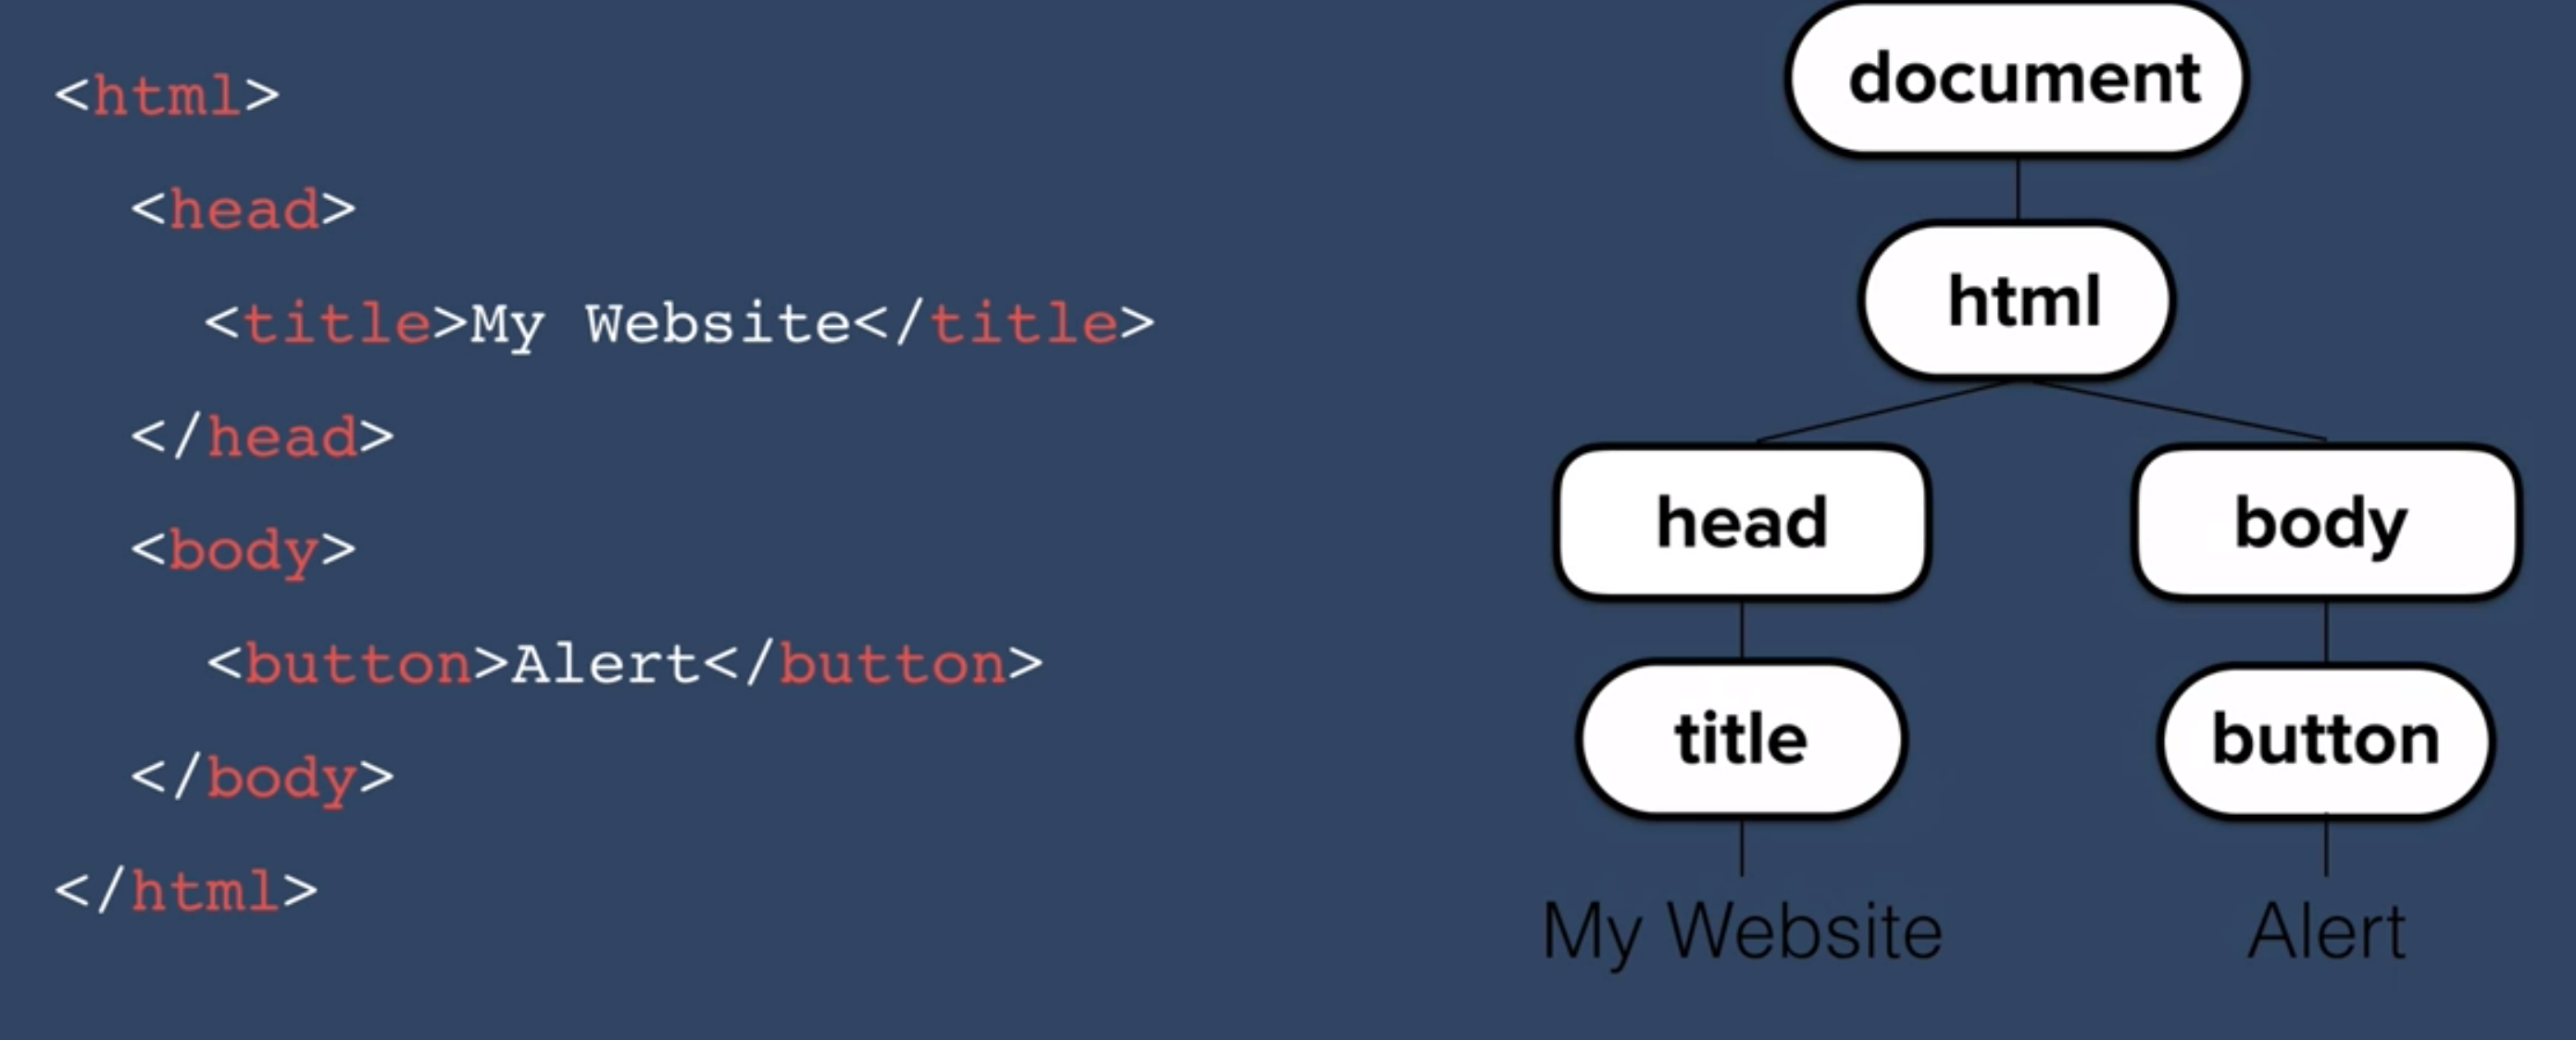 <html>
<head>
<title>My Website</title>
</head>
<body>
<button>Alert</button>
</body>
</html>
document
html
head body
title button
My Website Alert